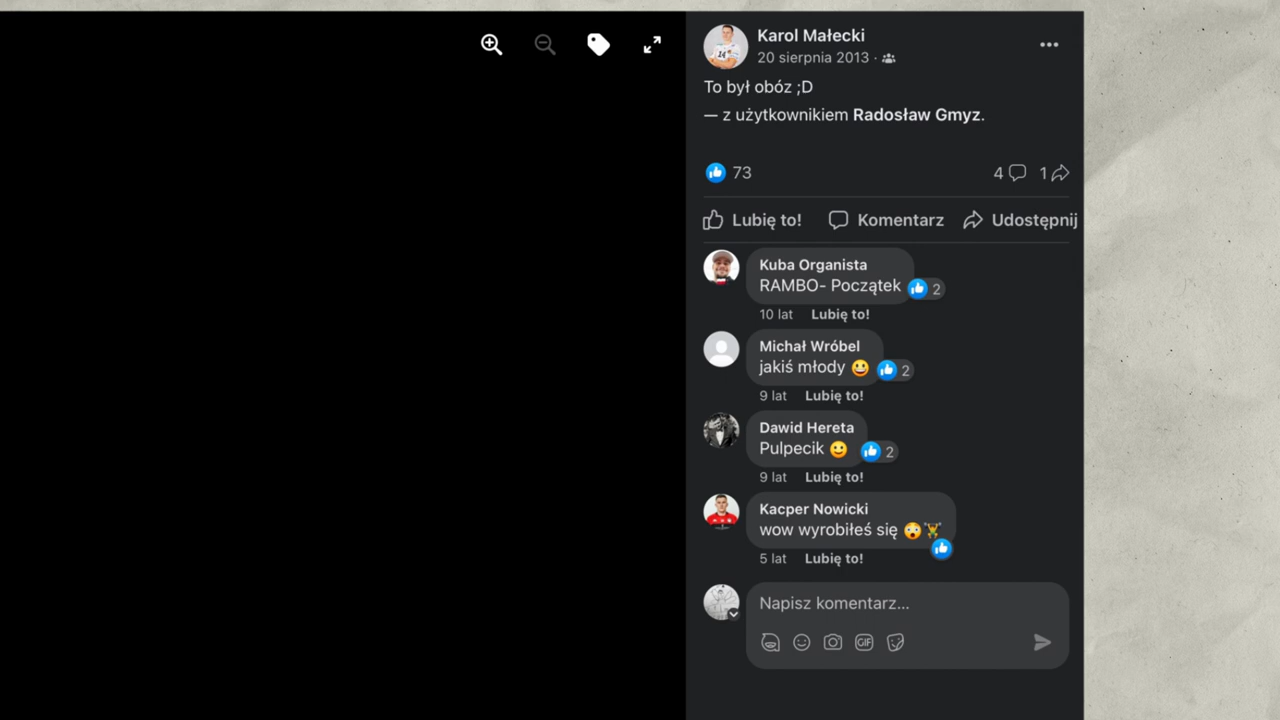 Karol Małecki
20 sierpnia 2013 ·
To był obóz ;D
— z użytkownikiem Radosław Gmyz.
73
4 1
Lubię to! Komentarz Udostępnij
Kuba Organista
RAMBO- Początek
2
10 lat Lubię to!
Michał Wróbel
jakiś młody 😀
2
9 lat Lubię to!
Dawid Hereta
Pulpecik 🙂
2
9 lat Lubię to!
Kacper Nowicki
wow wyrobiłeś się 😲🏋
5 lat Lubię to!
Napisz komentarz...
GIF